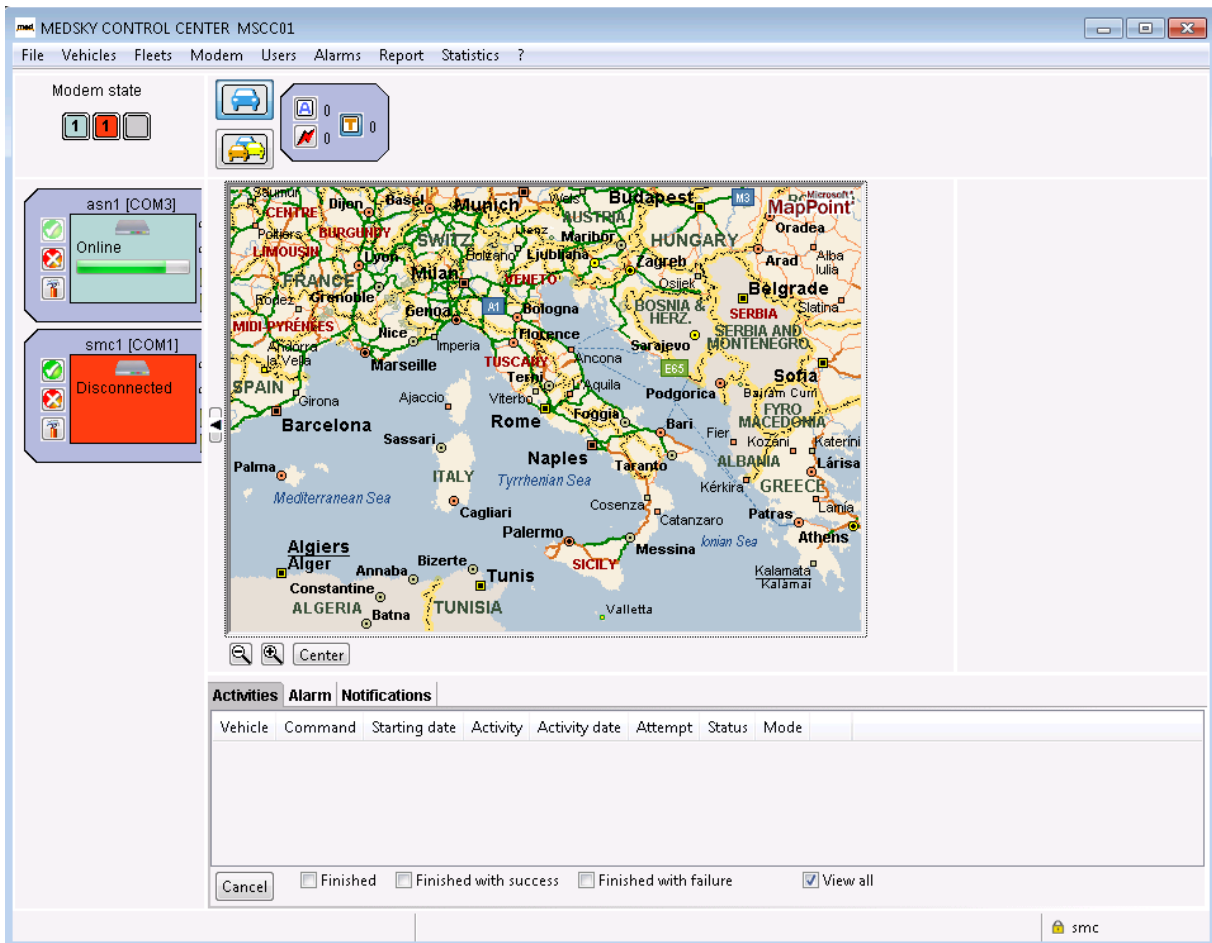 med. MEDSKY CONTROL CENTER MSCC01
File Vehicles Fleets Modem Users Alarms Report Statistics ?
Modem state
1 1
A 0
0
T 0
asn1 [COM3]
Online
smc1 [COM1]
Disconnected
Saumur
Dijon
Basel
Munich
Wels
Budapest
M3
Microsoft
MapPoint
CENTRE
AUSTRIA
Oradea
Poitiers
BURGUNDY
SWITZ
Lienz
Maribor
HUNGARY
LIMOUSIN
Lyon
Bolzano
Ljubljana
Zagreb
Arad
Alba
Iulia
FRANCE
Milan
VENETO
Osijek
Belgrade
Rodez
Grenoble
Genoa
A1
Bologna
BOSNIA &
HERZ.
SERBIA
Slatina
MIDI-PYRÉNÉES
Nice
Imperia
Florence
Sarajevo
SERBIA AND
MONTENEGRO
Andorra
la Vella
Marseille
TUSCANY
Ancona
E65
Sofia
SPAIN
Girona
Ajaccio
Terni
L'Aquila
Viterbo
Podgorica
Bajram Curri
FYRO
MACEDONIA
Barcelona
Rome
Foggia
Bari
Fier
Sassari
Kozáni
Kateríni
Palma
ITALY
Naples
Taranto
ALBANIA
Lárisa
Mediterranean Sea
Tyrrhenian Sea
Kérkira
GREECE
Cagliari
Cosenza
Catanzaro
Patras
Lamía
Palermo
Messina
Ionian Sea
Athens
Algiers
Alger
Annaba
Bizerte
Tunis
SICILY
Kalamata
Kalámai
Constantine
ALGERIA
Batna
TUNISIA
Valletta
Center
Activities Alarm Notifications
Vehicle Command Starting date Activity Activity date Attempt Status Mode
Cancel Finished Finished with success Finished with failure View all
smc